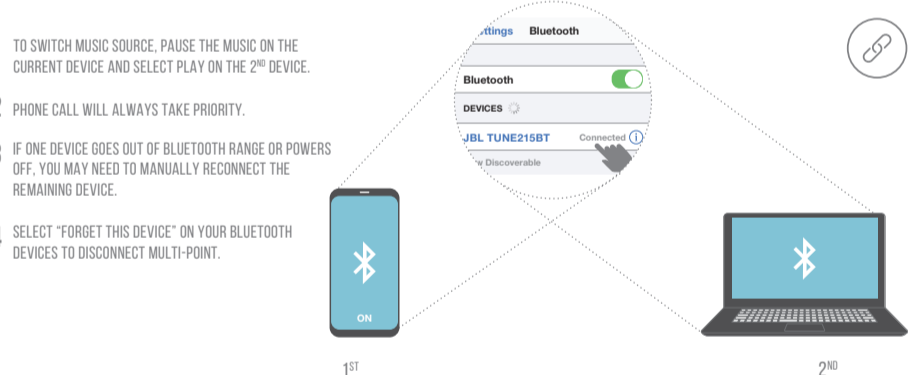 TO SWITCH MUSIC SOURCE, PAUSE THE MUSIC ON THE
CURRENT DEVICE AND SELECT PLAY ON THE 2ND DEVICE.
PHONE CALL WILL ALWAYS TAKE PRIORITY.
IF ONE DEVICE GOES OUT OF BLUETOOTH RANGE OR POWERS
OFF, YOU MAY NEED TO MANUALLY RECONNECT THE
REMAINING DEVICE.
SELECT “FORGET THIS DEVICE” ON YOUR BLUETOOTH
DEVICES TO DISCONNECT MULTI-POINT.
ttings Bluetooth
Bluetooth
DEVICES
JBL TUNE215BT Connected
Discoverable
ON
1ST
2ND